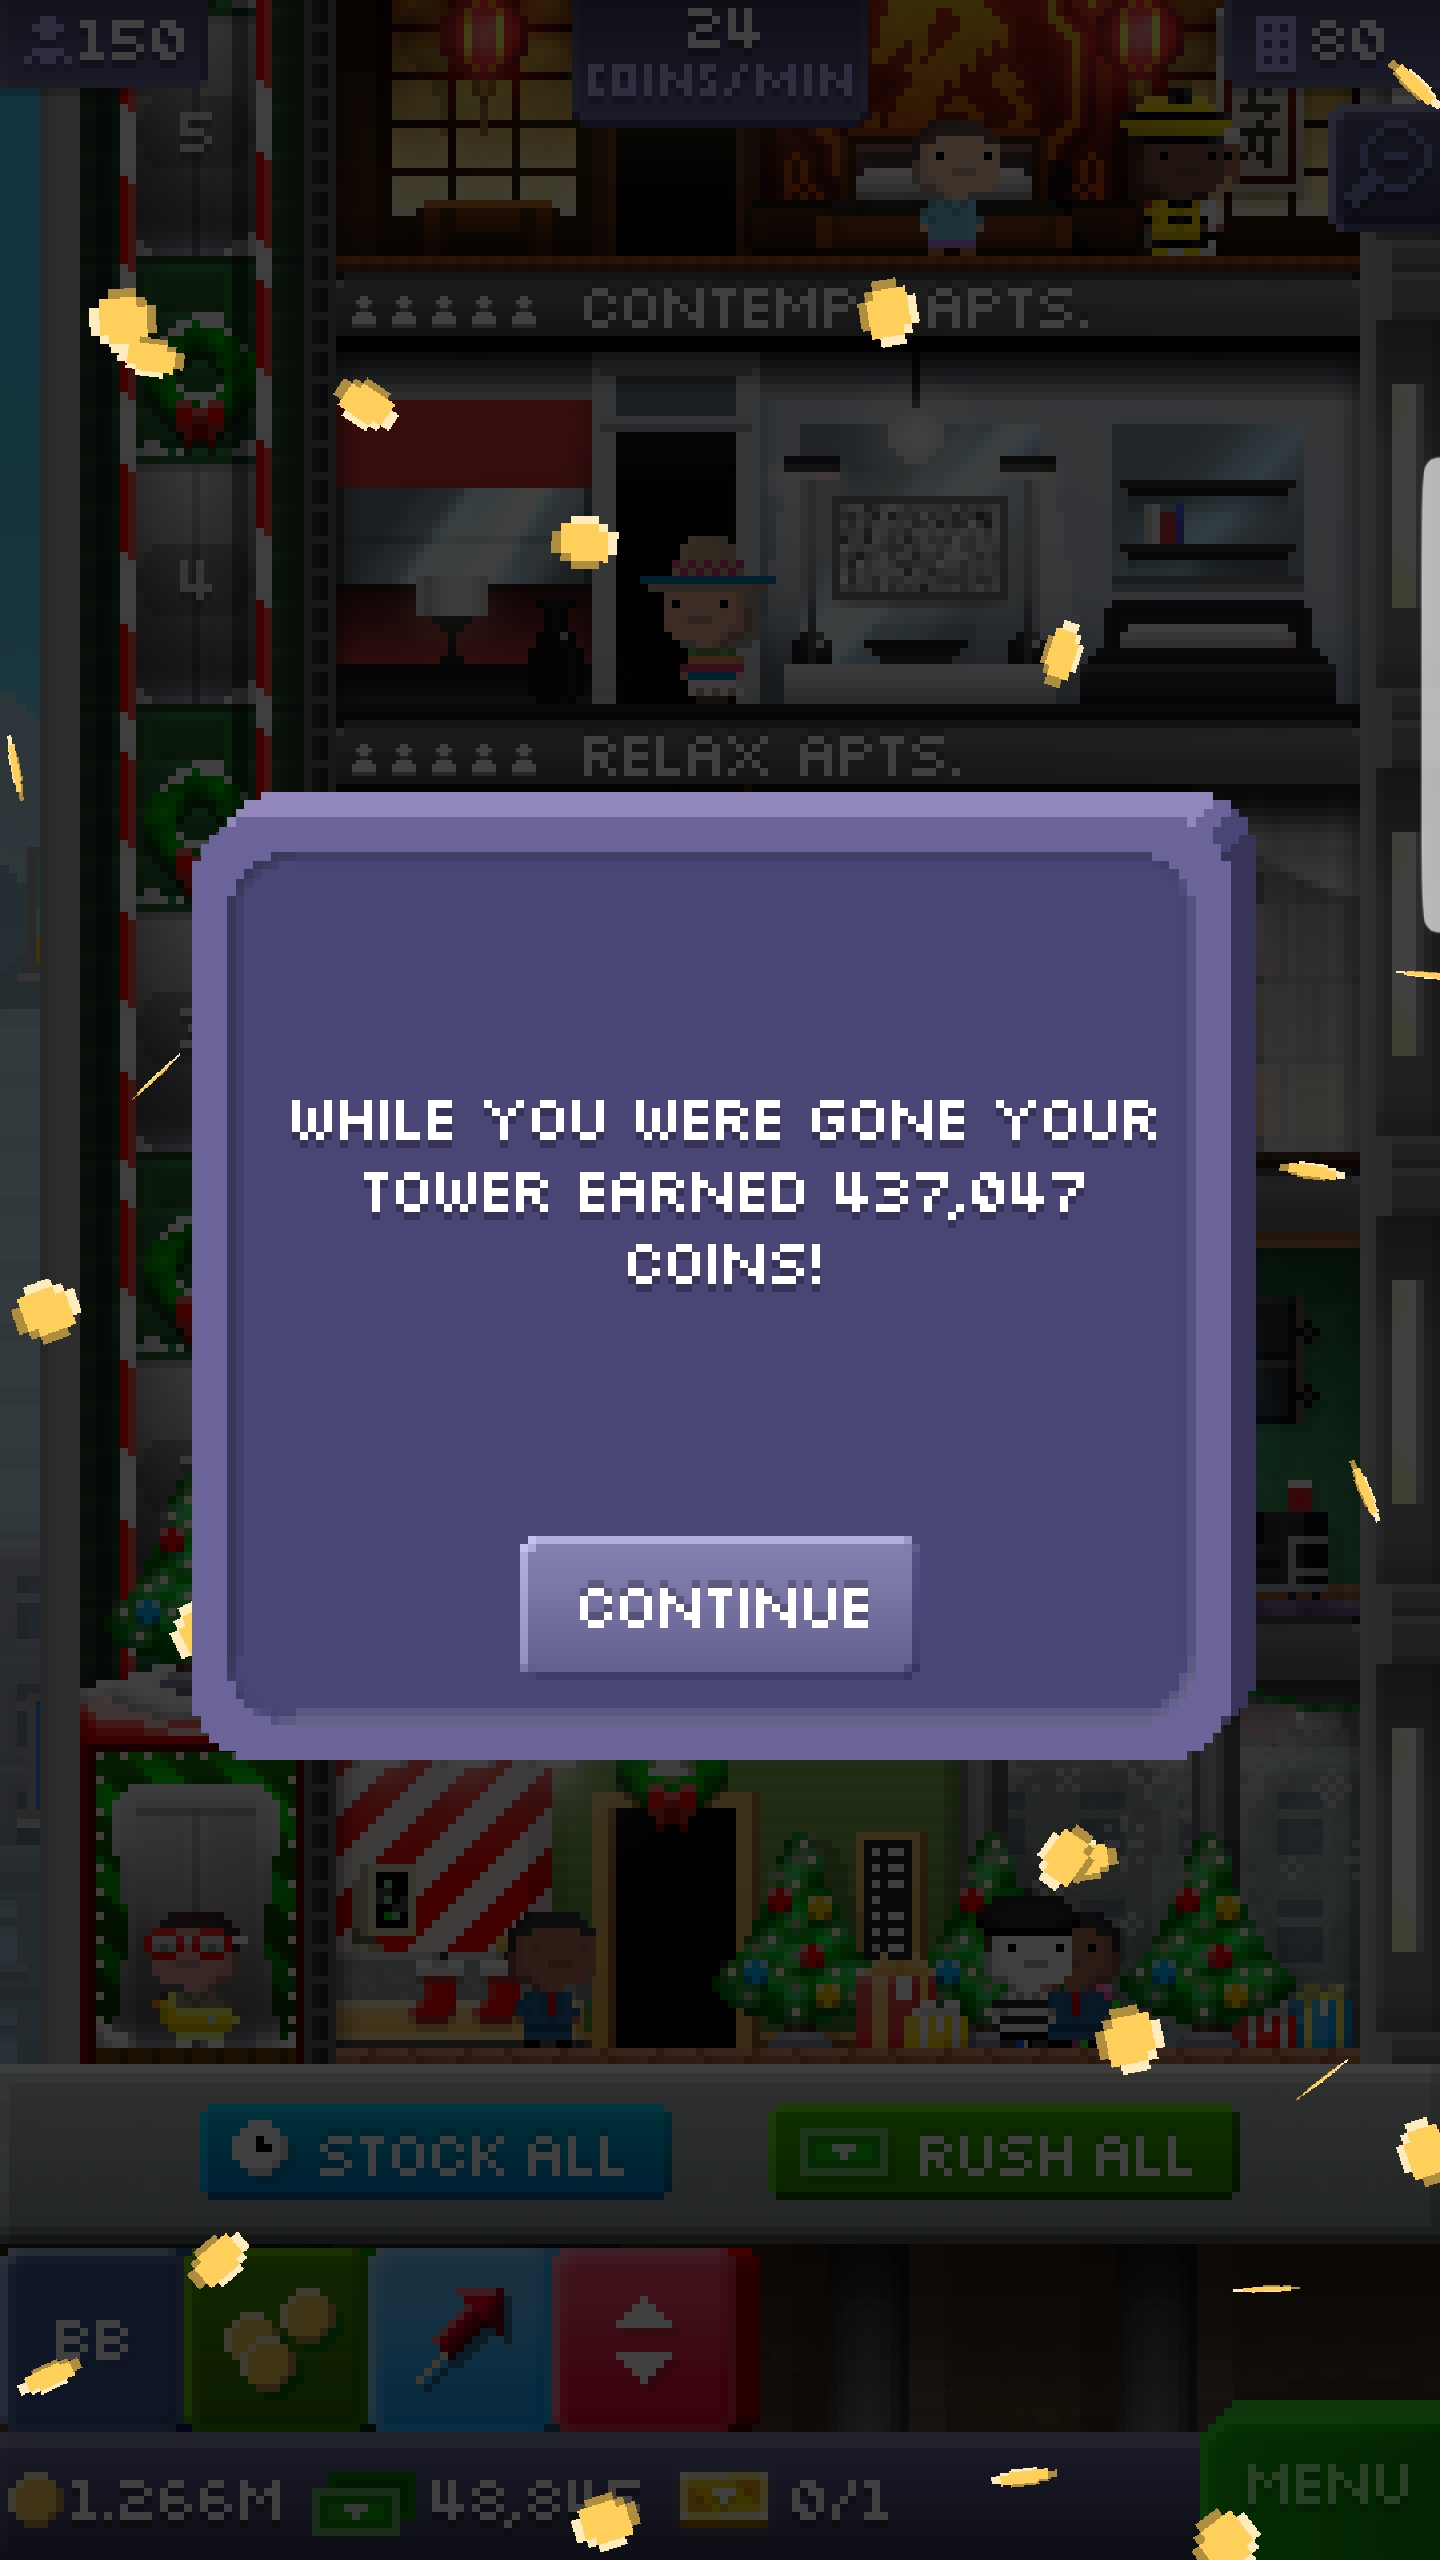 150
24
COINS/MIN
80
5
CONTEMP APTS.
4
RELAX APTS.
WHILE YOU WERE GONE YOUR
TOWER EARNED 437,047
COINS!
CONTINUE
STOCK ALL
RUSH ALL
BB
1.266M
0/1
MENU